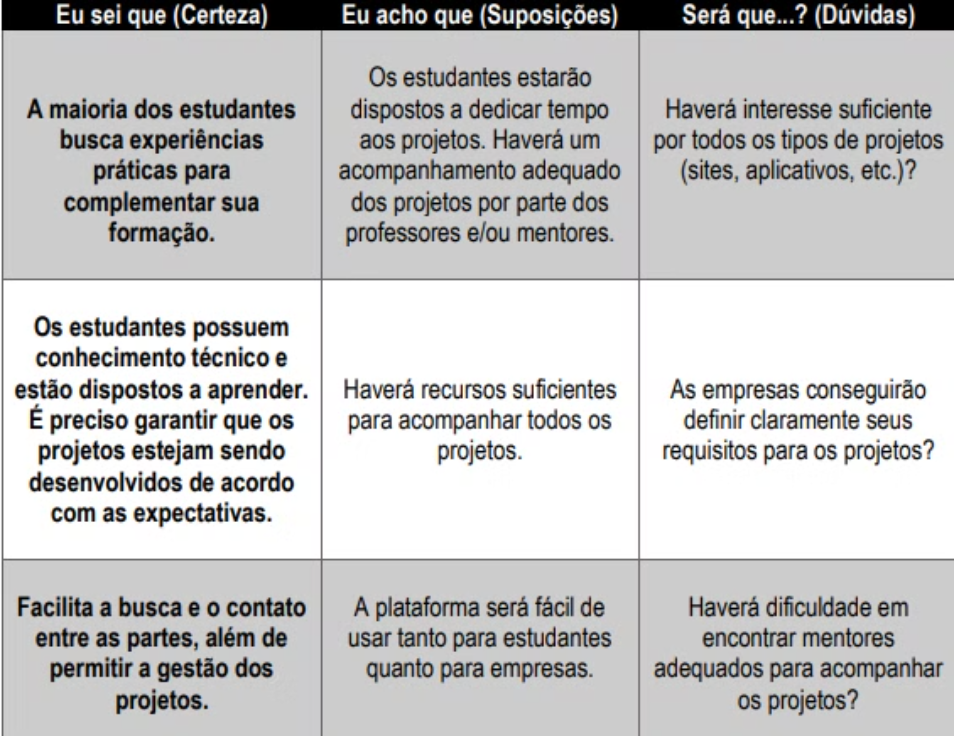 Eu sei que (Certeza)
Eu acho que (Suposições)
Será que...? (Dúvidas)
A maioria dos estudantes
busca experiências
práticas para
complementar sua
formação.
Os estudantes estarão
dispostos a dedicar tempo
aos projetos. Haverá um
acompanhamento adequado
dos projetos por parte dos
professores e/ou mentores.
Haverá interesse suficiente
por todos os tipos de projetos
(sites, aplicativos, etc.)?
Os estudantes possuem
conhecimento técnico e
estão dispostos a aprender.
É preciso garantir que os
projetos estejam sendo
desenvolvidos de acordo
com as expectativas.
Haverá recursos suficientes
para acompanhar todos os
projetos.
As empresas conseguirão
definir claramente seus
requisitos para os projetos?
Facilita a busca e o contato
entre as partes, além de
permitir a gestão dos
projetos.
A plataforma será fácil de
usar tanto para estudantes
quanto para empresas.
Haverá dificuldade em
encontrar mentores
adequados para acompanhar
os projetos?